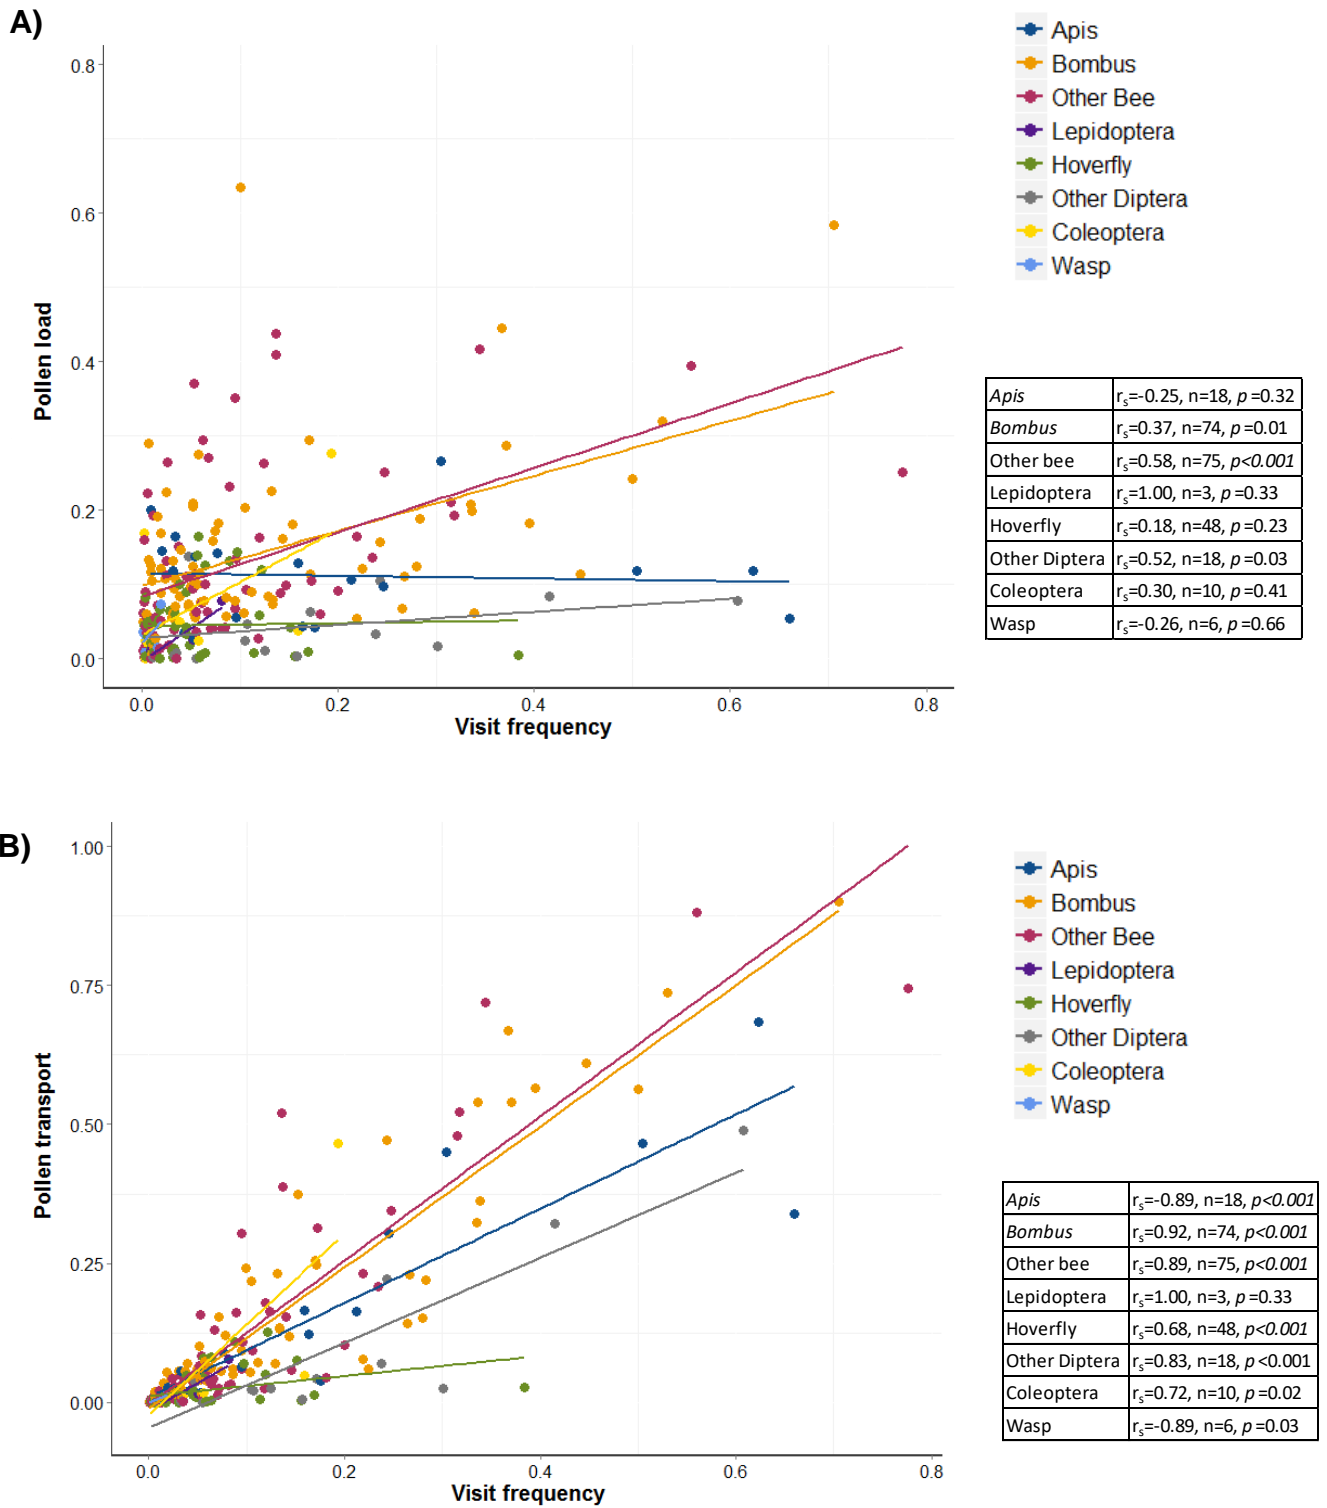 A)
0.8
0.6
0.4
0.2
0.0
Pollen load
0.0 0.2 0.4 0.6 0.8
Visit frequency
Apis
Bombus
Other Bee
Lepidoptera
Hoverfly
Other Diptera
Coleoptera
Wasp
Apis rs=-0.25, n=18, p=0.32
Bombus rs=0.37, n=74, p=0.01
Other bee rs=0.58, n=75, p<0.001
Lepidoptera rs=1.00, n=3, p=0.33
Hoverfly rs=0.18, n=48, p=0.23
Other Diptera rs=0.52, n=18, p=0.03
Coleoptera rs=0.30, n=10, p=0.41
Wasp rs=-0.26, n=6, p=0.66
B)
1.00
0.75
0.50
0.25
0.00
Pollen transport
0.0 0.2 0.4 0.6 0.8
Visit frequency
Apis
Bombus
Other Bee
Lepidoptera
Hoverfly
Other Diptera
Coleoptera
Wasp
Apis rs=-0.89, n=18, p<0.001
Bombus rs=0.92, n=74, p<0.001
Other bee rs=0.89, n=75, p<0.001
Lepidoptera rs=1.00, n=3, p=0.33
Hoverfly rs=0.68, n=48, p<0.001
Other Diptera rs=0.83, n=18, p<0.001
Coleoptera rs=0.72, n=10, p=0.02
Wasp rs=-0.89, n=6, p=0.03